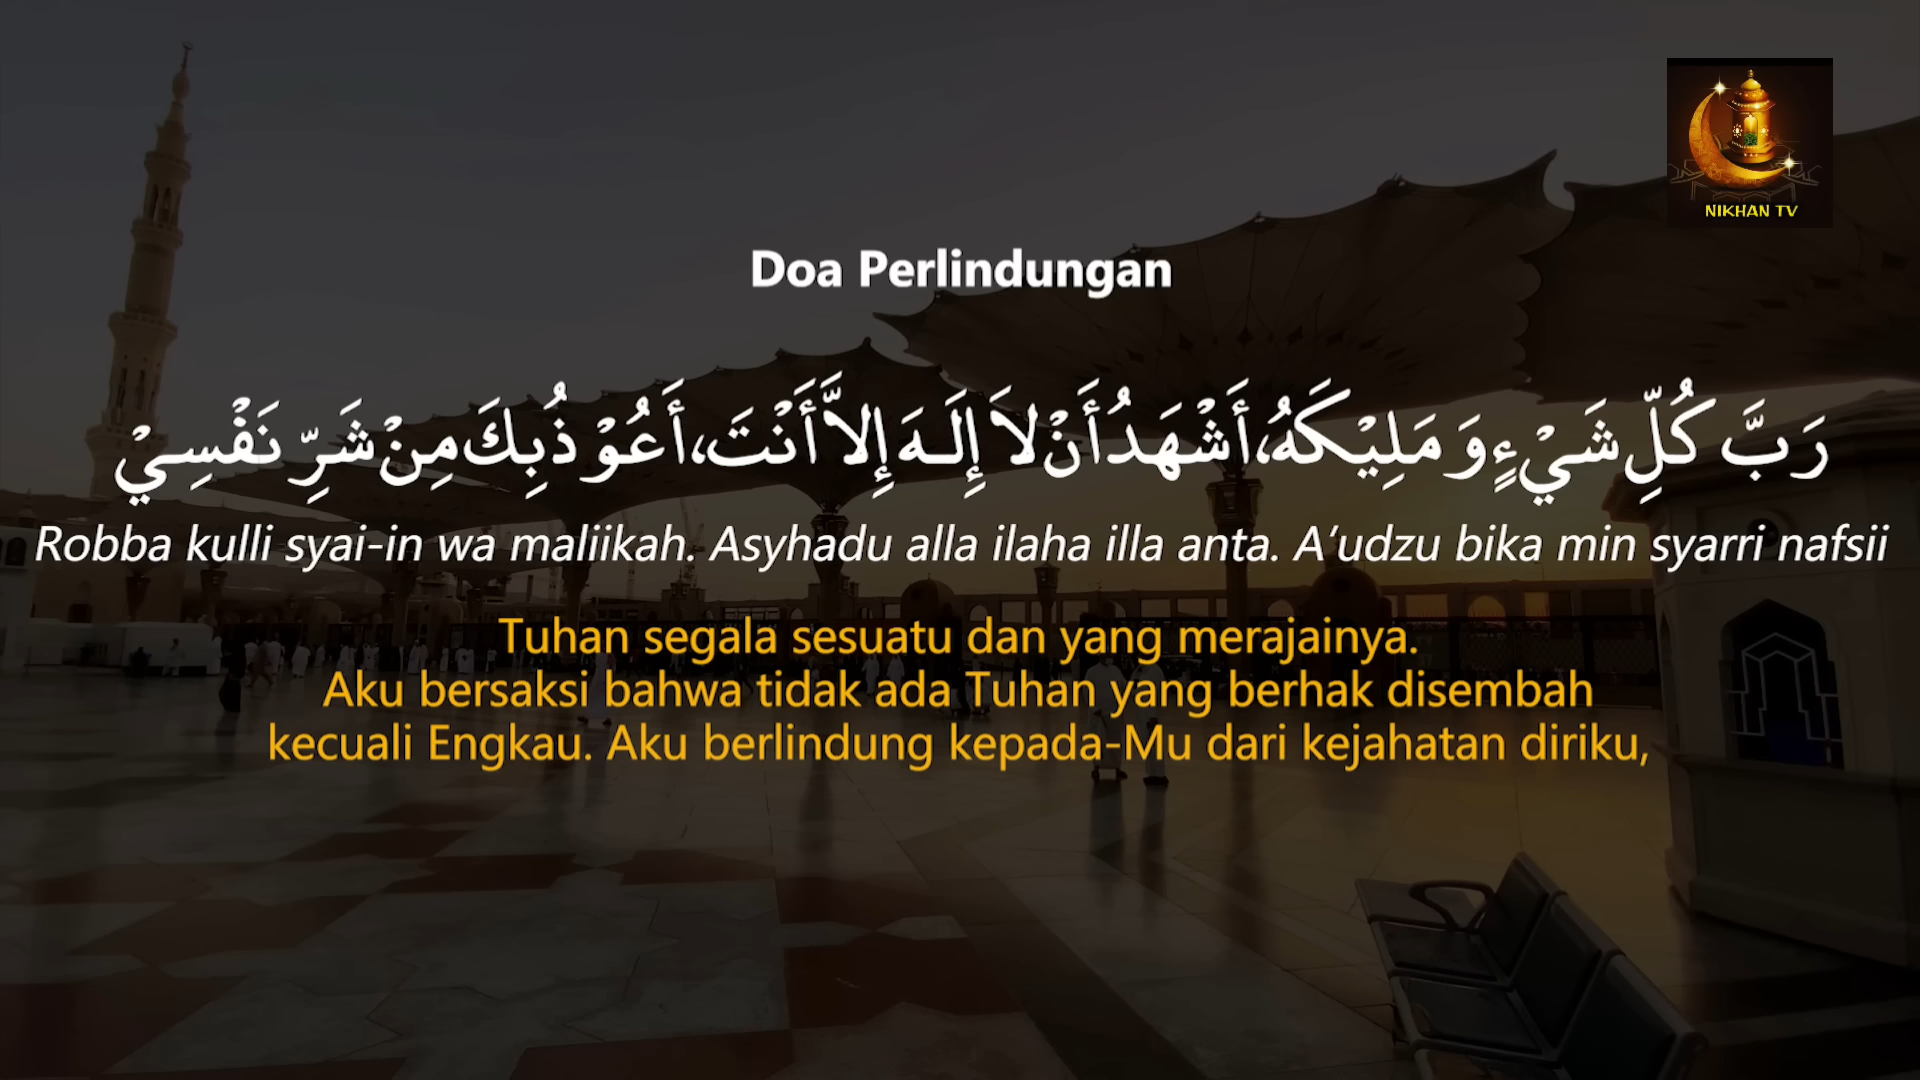 NIKHAN TV
Doa Perlindungan
رَبَّ كُلِّ شَيْءٍ وَ مَلِيْكَهُ، أَشْهَدُ أَنْ لاَ إِلَـهَ إِلاَّ أَنْتَ، أَعُوْذُ بِكَ مِنْ شَرِّ نَفْسِيْ
Robba kulli syai-in wa maliikah. Asyhadu alla ilaha illa anta. A‘udzu bika min syarri nafsii
Tuhan segala sesuatu dan yang merajainya.
Aku bersaksi bahwa tidak ada Tuhan yang berhak disembah
kecuali Engkau. Aku berlindung kepada-Mu dari kejahatan diriku,